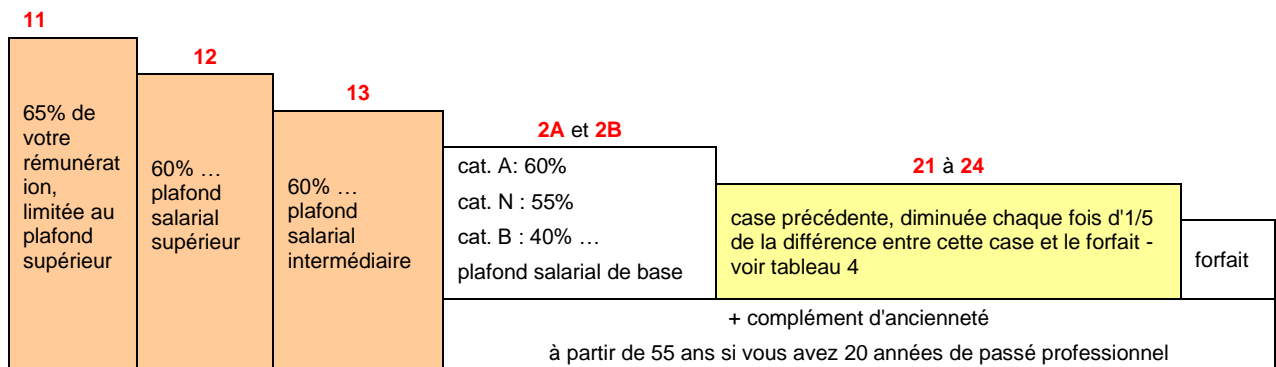 11
65% de
votre
rémunérat
ion,
limitée au
plafond
supérieur
12
60% …
plafond
salarial
supérieur
13
60% …
plafond
salarial
intermédiaire
2A et 2B
cat. A: 60%
cat. N : 55%
cat. B : 40% …
plafond salarial de base
21 à 24
case précédente, diminuée chaque fois d'1/5
de la différence entre cette case et le forfait -
voir tableau 4
forfait
+ complément d'ancienneté
à partir de 55 ans si vous avez 20 années de passé professionnel